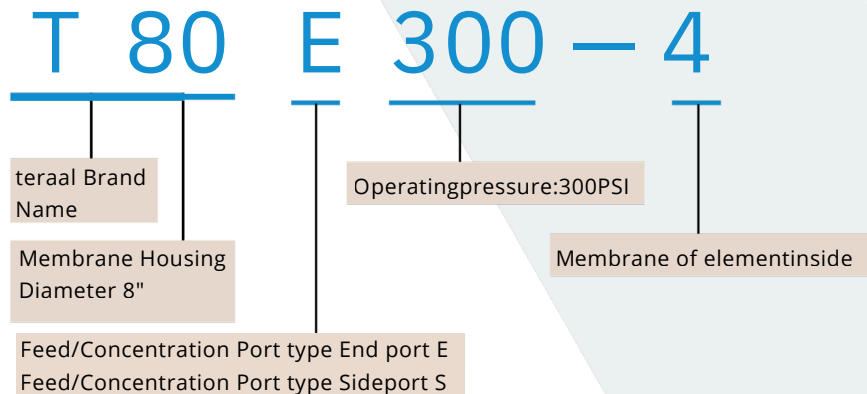 T 80 E 300 — 4
teraal Brand
Name
Operatingpressure:300PSI
Membrane Housing
Diameter 8"
Membrane of elementinside
Feed/Concentration Port type End port E
Feed/Concentration Port type Sideport S